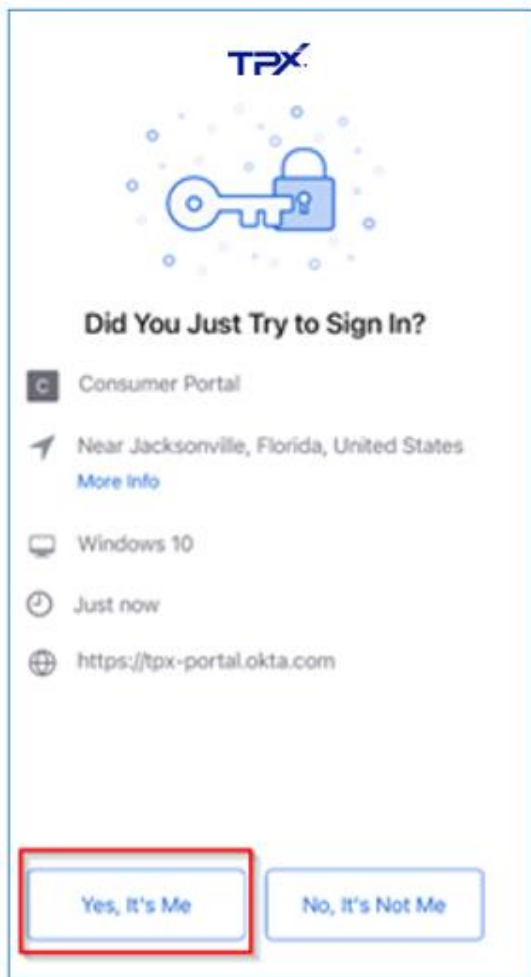 TPX
Did You Just Try to Sign In?
C Consumer Portal
Near Jacksonville, Florida, United States
More Info
Windows 10
Just now
https://tpx-portal.okta.com
Yes, It's Me
No, It's Not Me